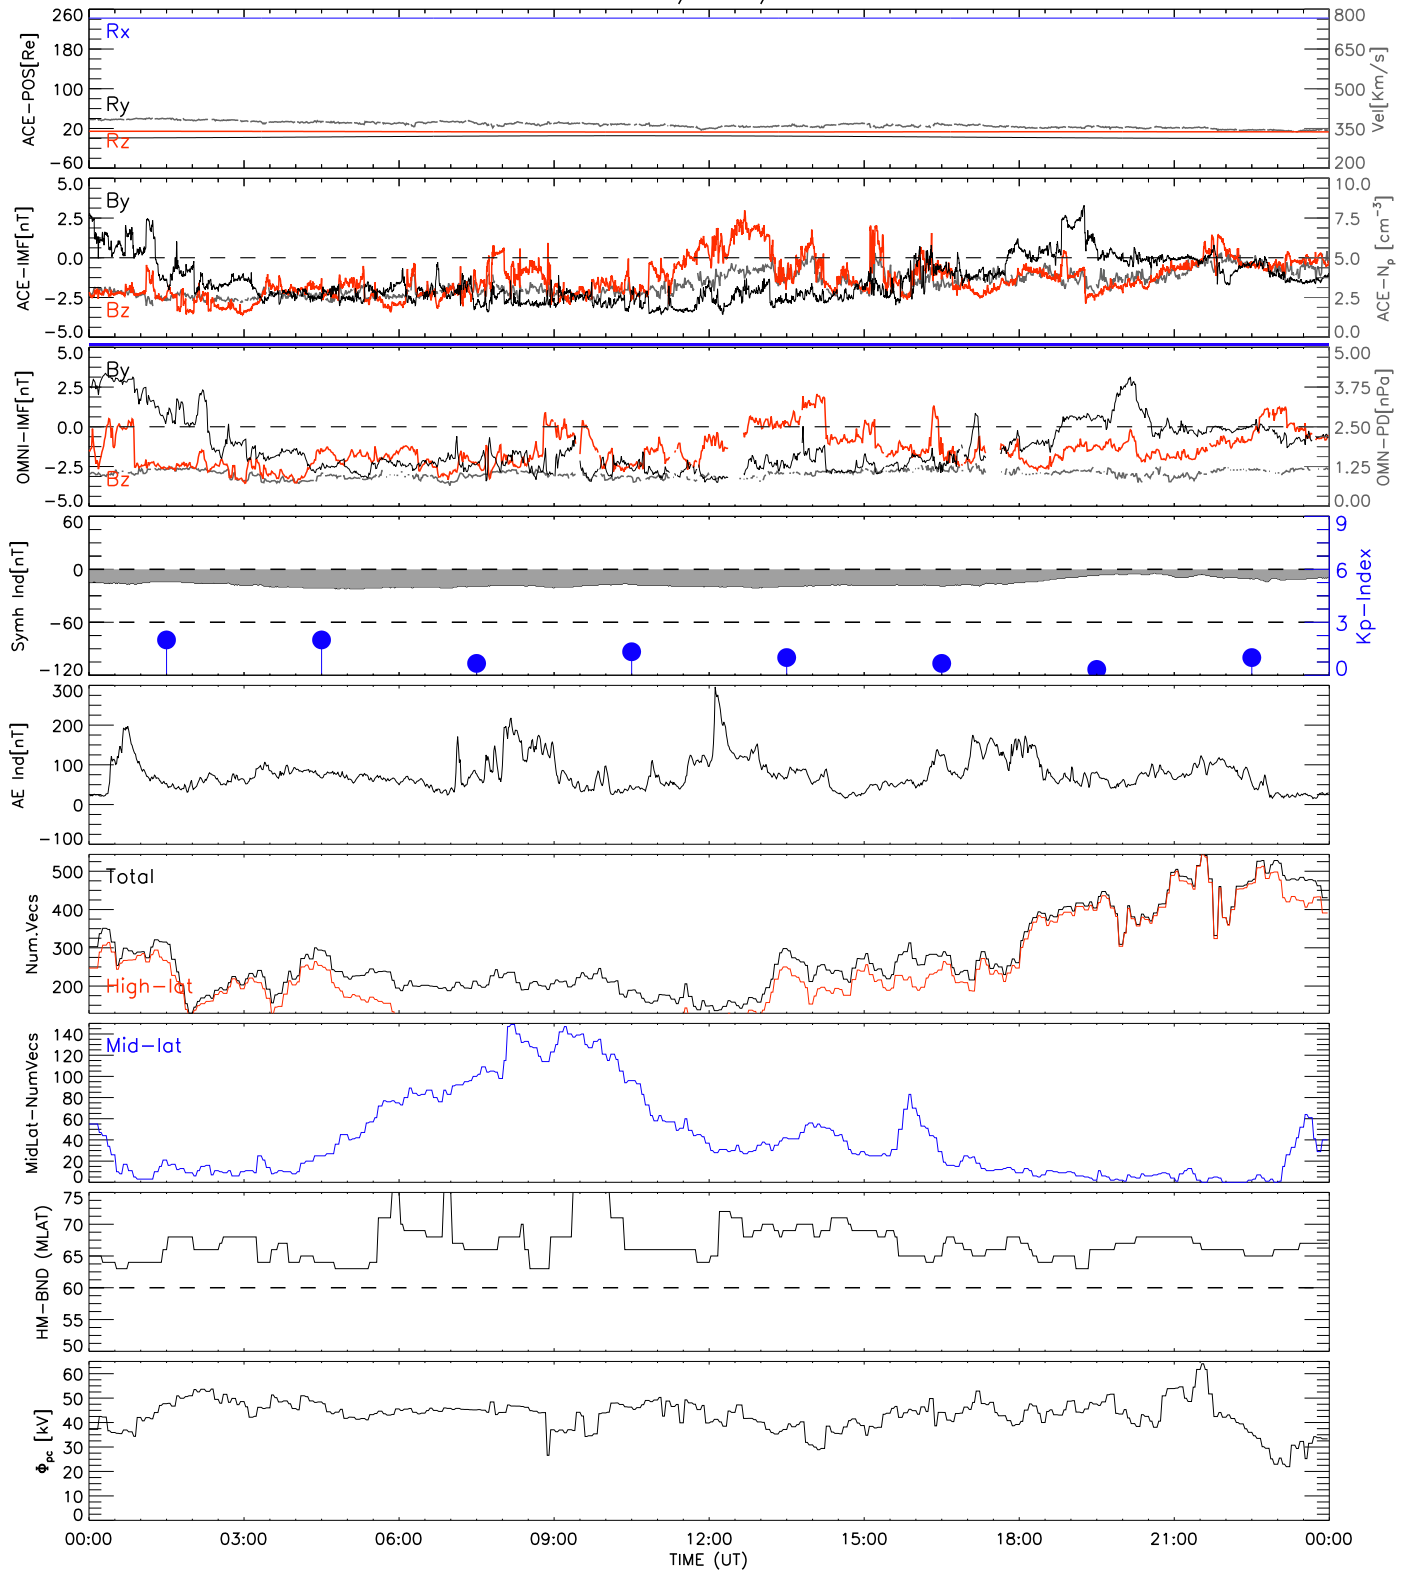 260
180
100
20
−60
ACE−POS[Re]
Rx
Ry
Rz
800
650
500
350
200
Vel[Km/s]
5.0
2.5
0.0
−2.5
−5.0
ACE−IMF[nT]
By
Bz
10.0
7.5
5.0
2.5
0.0
ACE−Np [cm−3]
5.0
2.5
0.0
−2.5
−5.0
OMNI−IMF[nT]
By
Bz
5.00
3.75
2.50
1.25
0.00
OMN−PD[nPa]
60
0
−60
−120
Symh Ind[nT]
9
6
3
0
Kp−Index
300
200
100
0
−100
AE Ind[nT]
500
400
300
200
Num.Vecs
Total
High−lat
140
120
100
80
60
40
20
0
MidLat−NumVecs
Mid−lat
75
70
65
60
55
50
HM−BND (MLAT)
60
50
40
30
20
10
0
Φpc [kV]
00:00 03:00 06:00 09:00 12:00 15:00 18:00 21:00 00:00
TIME (UT)